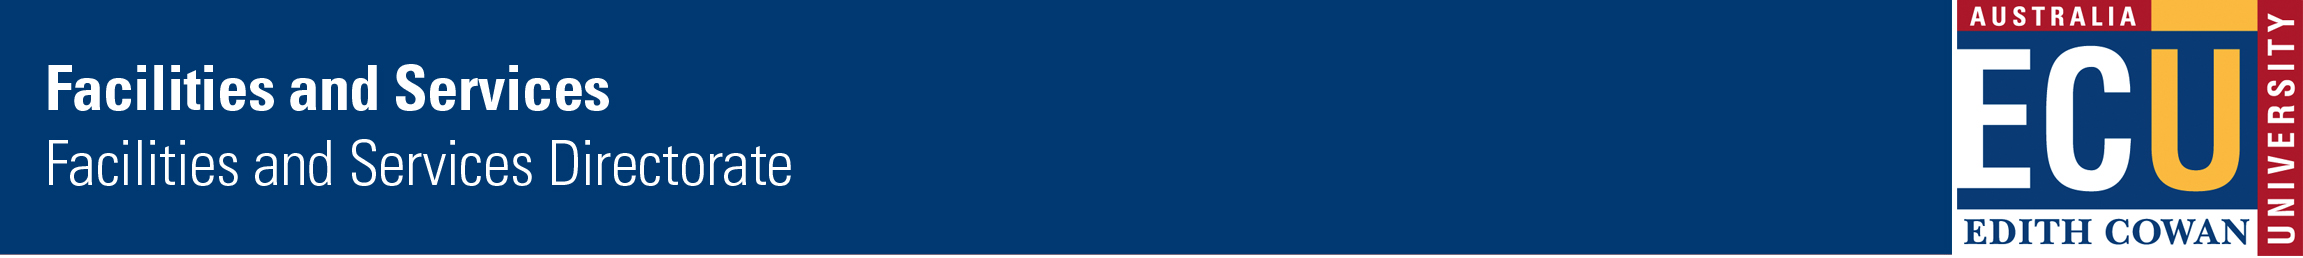 Facilities and Services
Facilities and Services Directorate
AUSTRALIA
ECU
EDITH COWAN
UNIVERSITY